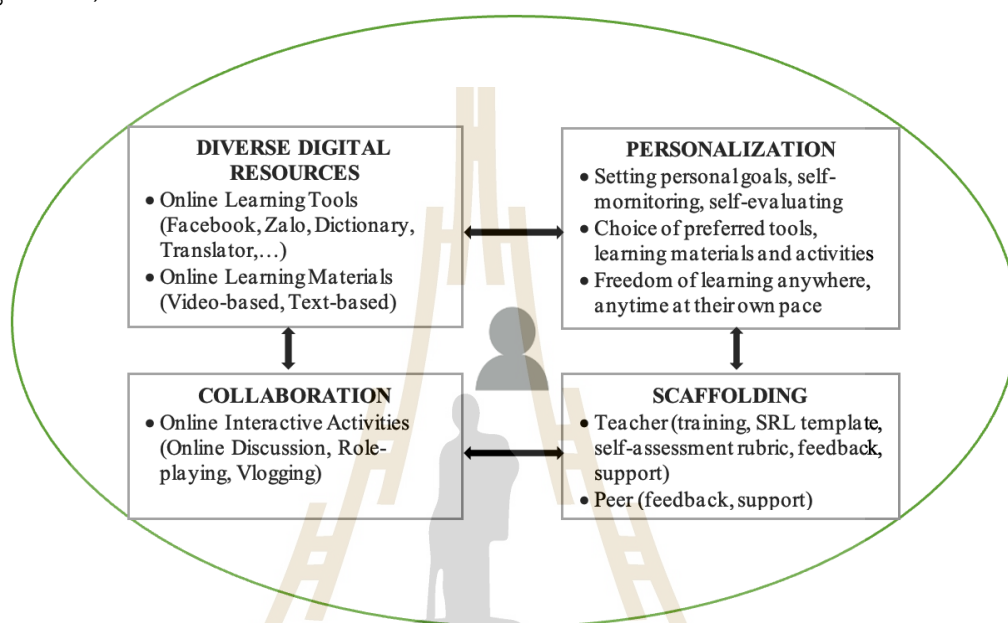 DIVERSE DIGITAL
RESOURCES
• Online Learning Tools
(Facebook, Zalo, Dictionary,
Translator,…)
• Online Learning Materials
(Video-based, Text-based)
PERSONALIZATION
• Setting personal goals, self-
mornitoring, self-evaluating
• Choice of preferred tools,
learning materials and activities
• Freedom of learning anywhere,
anytime at their own pace
COLLABORATION
• Online Interactive Activities
(Online Discussion, Role-
playing, Vlogging)
SCAFFOLDING
• Teacher (training, SRL template,
self-assessment rubric, feedback,
support)
• Peer (feedback, support)